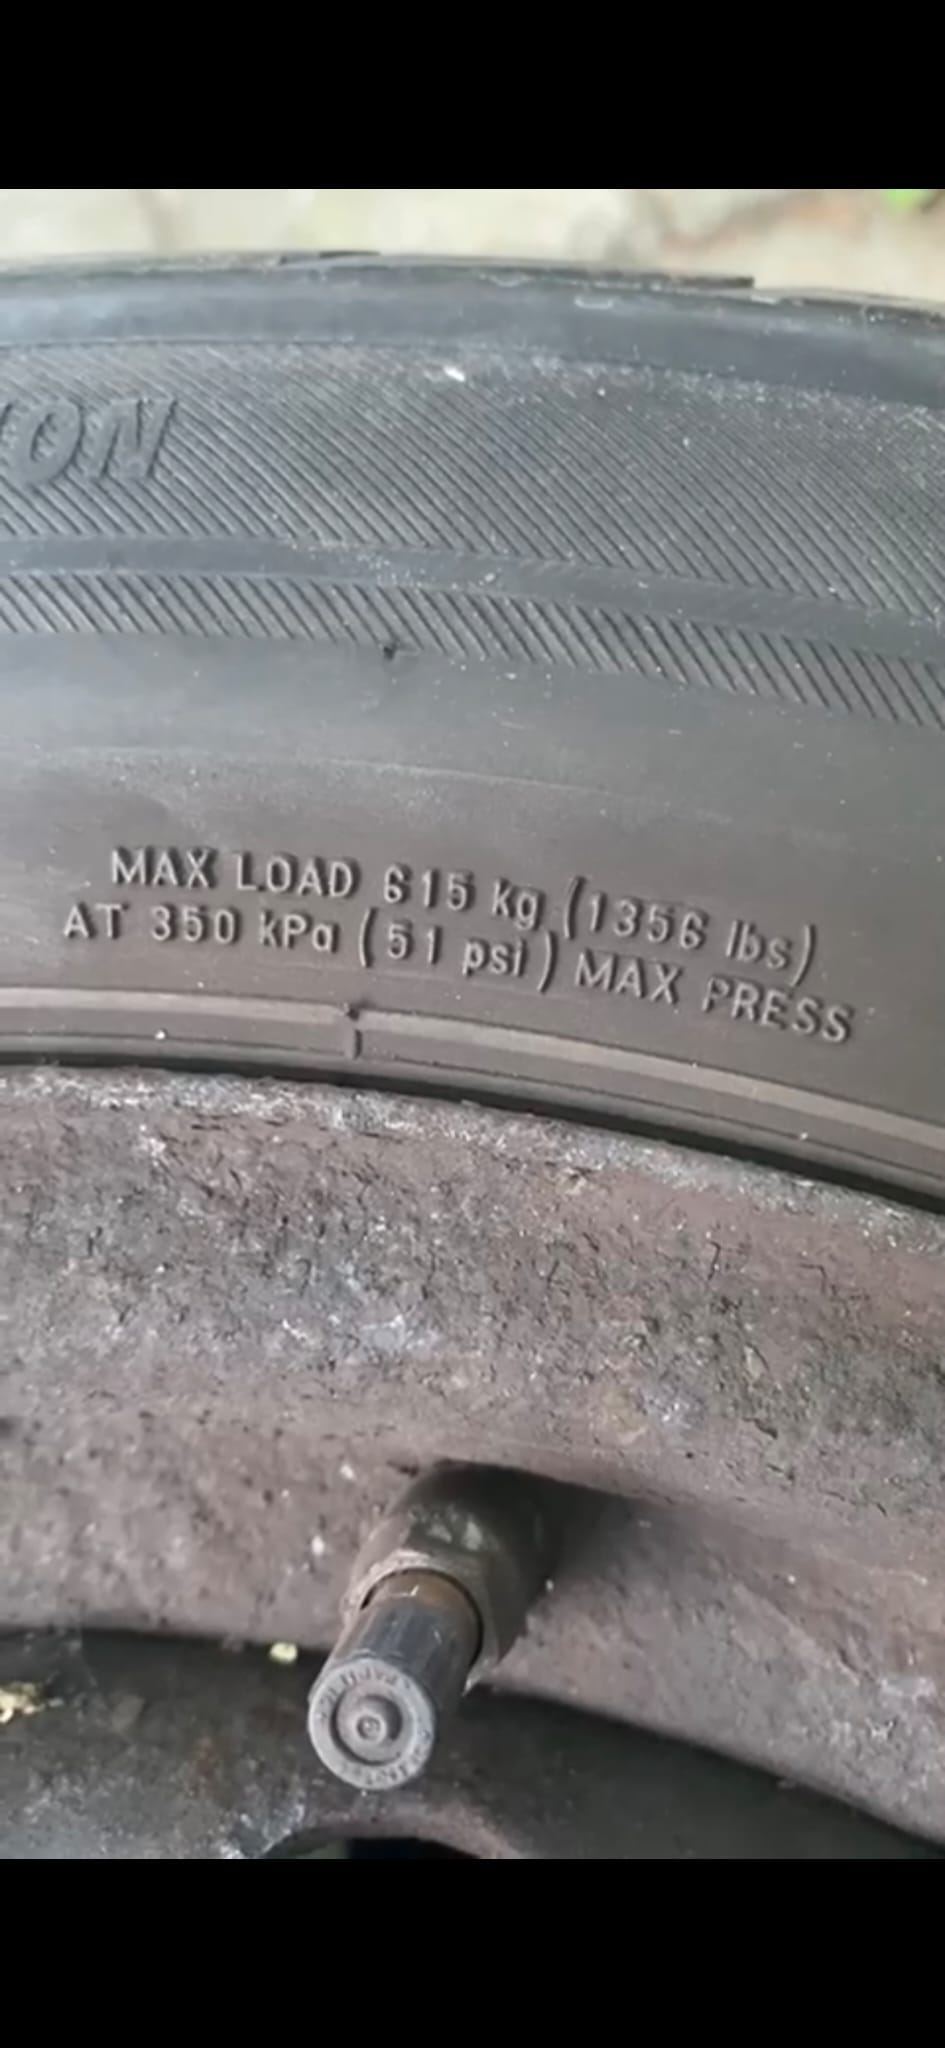 MAX LOAD 615 kg (1356 lbs)
AT 350 kPa (51 psi) MAX PRESS